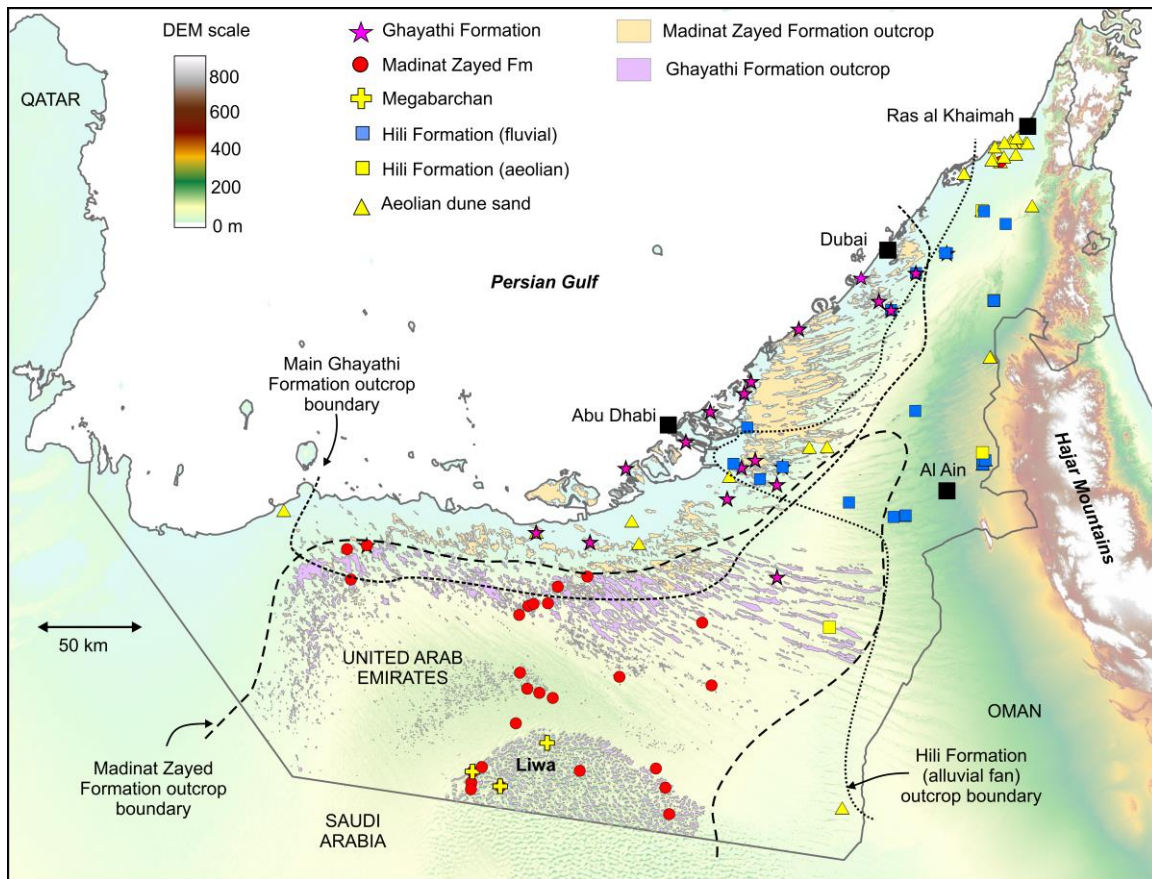 DEM scale
800
600
400
200
0 m
Ghayathi Formation
Madinat Zayed Fm
Megabarchan
Hili Formation (fluvial)
Hili Formation (aeolian)
Aeolian dune sand
Madinat Zayed Formation outcrop
Ghayathi Formation outcrop
QATAR
Ras al Khaimah
Dubai
Persian Gulf
Main Ghayathi
Formation outcrop
boundary
Abu Dhabi
Al Ain
Hajar Mountains
50 km
UNITED ARAB
EMIRATES
OMAN
Madinat Zayed
Formation outcrop
boundary
Liwa
Hili Formation
(alluvial fan)
outcrop boundary
SAUDI
ARABIA